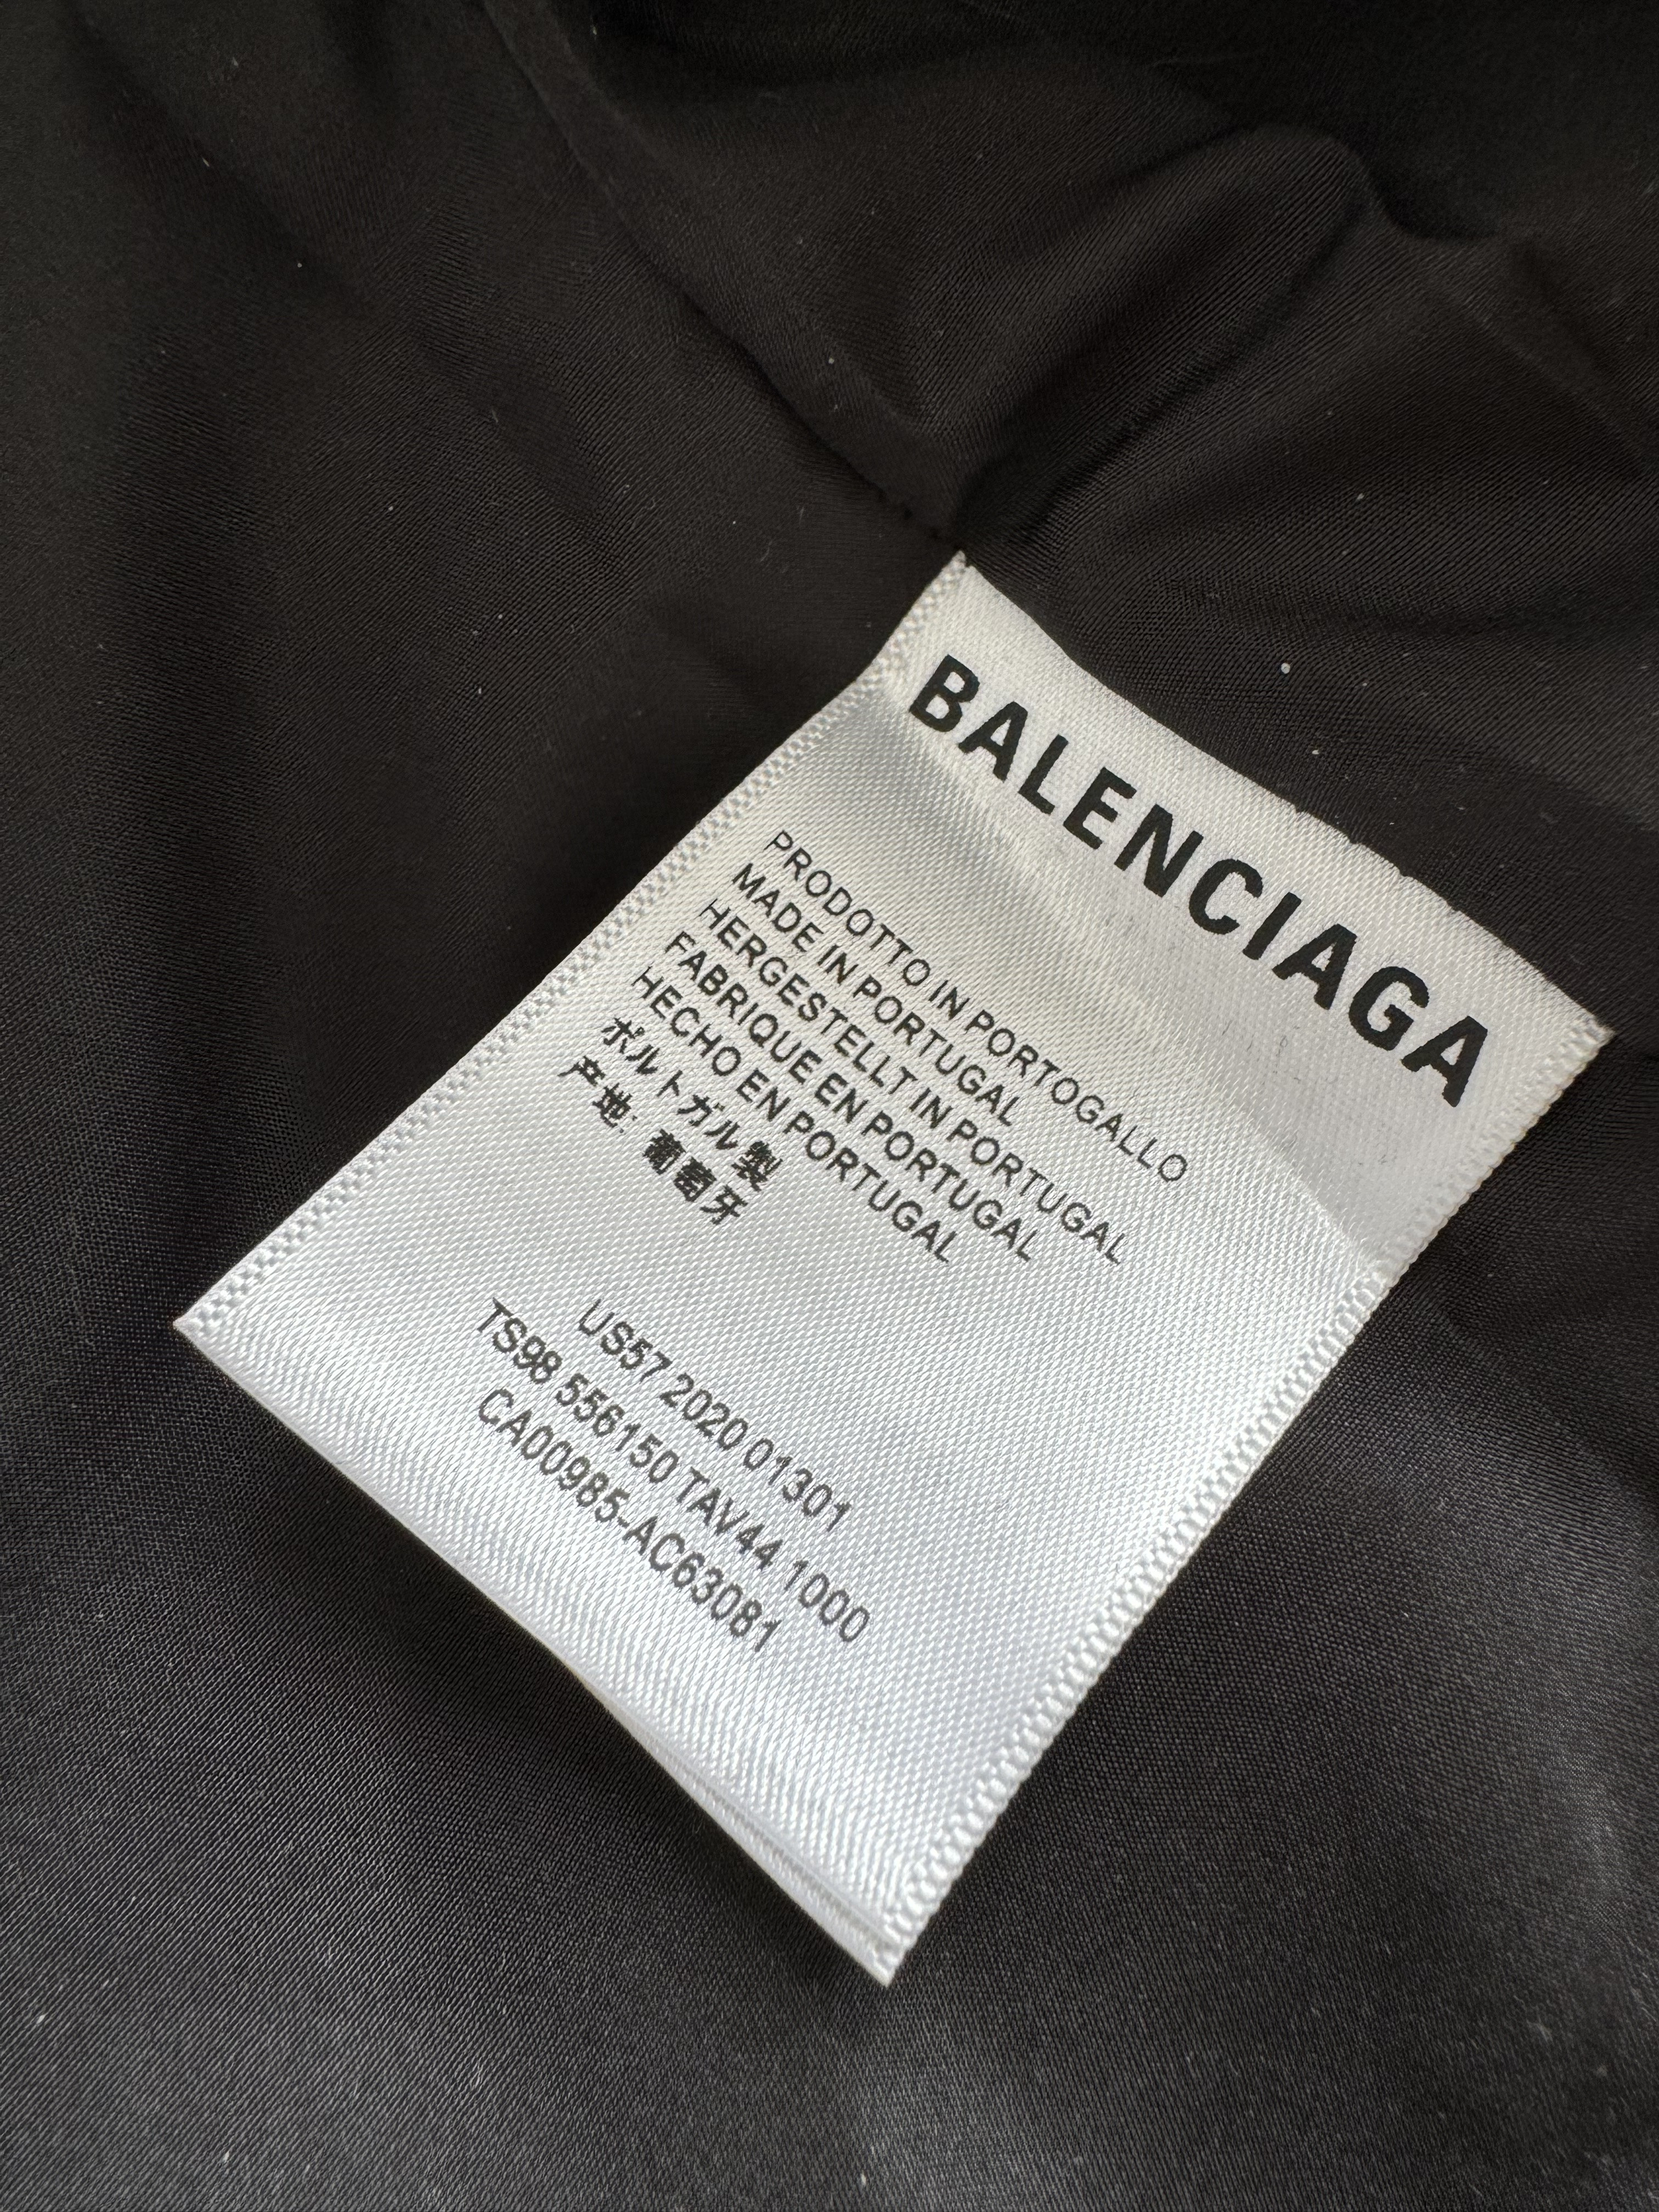 BALENCIAGA
PRODOTTO IN PORTOGALLO
MADE IN PORTUGAL
HERGESTELLT IN PORTUGAL
FABRIQUE EN PORTUGAL
HECHO EN PORTUGAL
ポルトガル製
产地: 葡萄牙
US57 2020 01301
TS98 556150 TAV44 1000
CA00985-AC63081